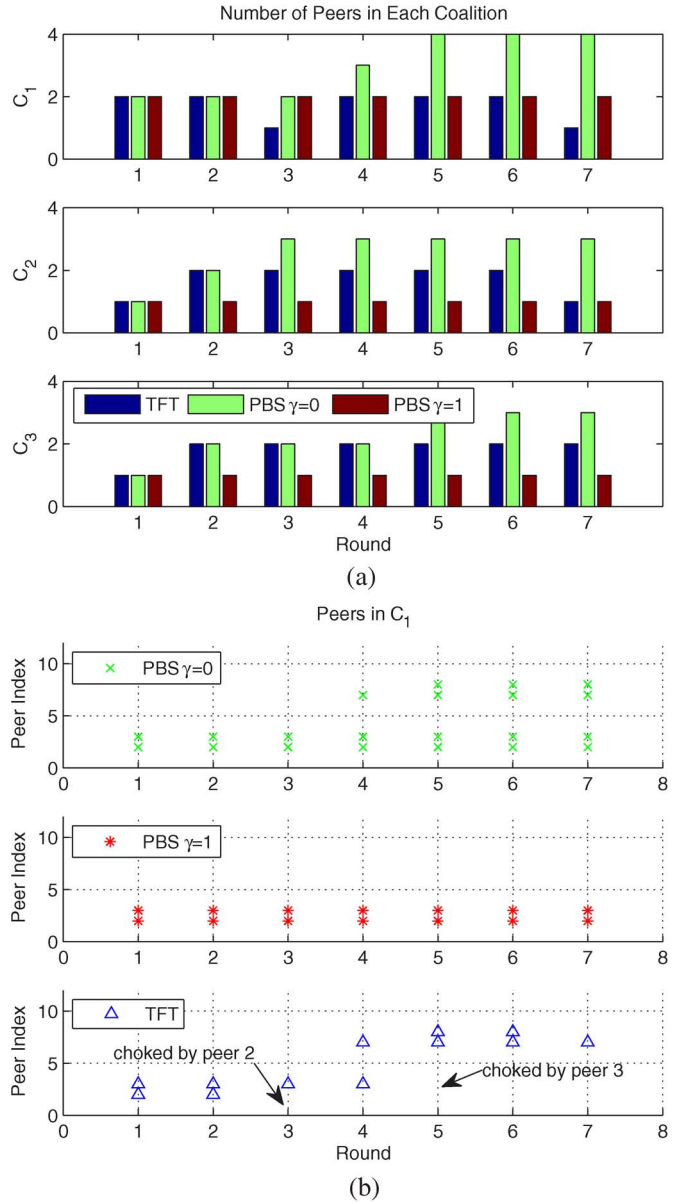 Number of Peers in Each Coalition
4
2
0
C1
1 2 3 4 5 6 7
4
2
0
C2
1 2 3 4 5 6 7
4
2
0
C3
TFT PBS γ=0 PBS γ=1
1 2 3 4 5 6 7
Round
(a)
Peers in C1
10
5
0
Peer Index
PBS γ=0
0 1 2 3 4 5 6 7 8
10
5
0
Peer Index
PBS γ=1
0 1 2 3 4 5 6 7 8
10
5
0
Peer Index
TFT
choked by peer 2
choked by peer 3
0 1 2 3 4 5 6 7 8
Round
(b)